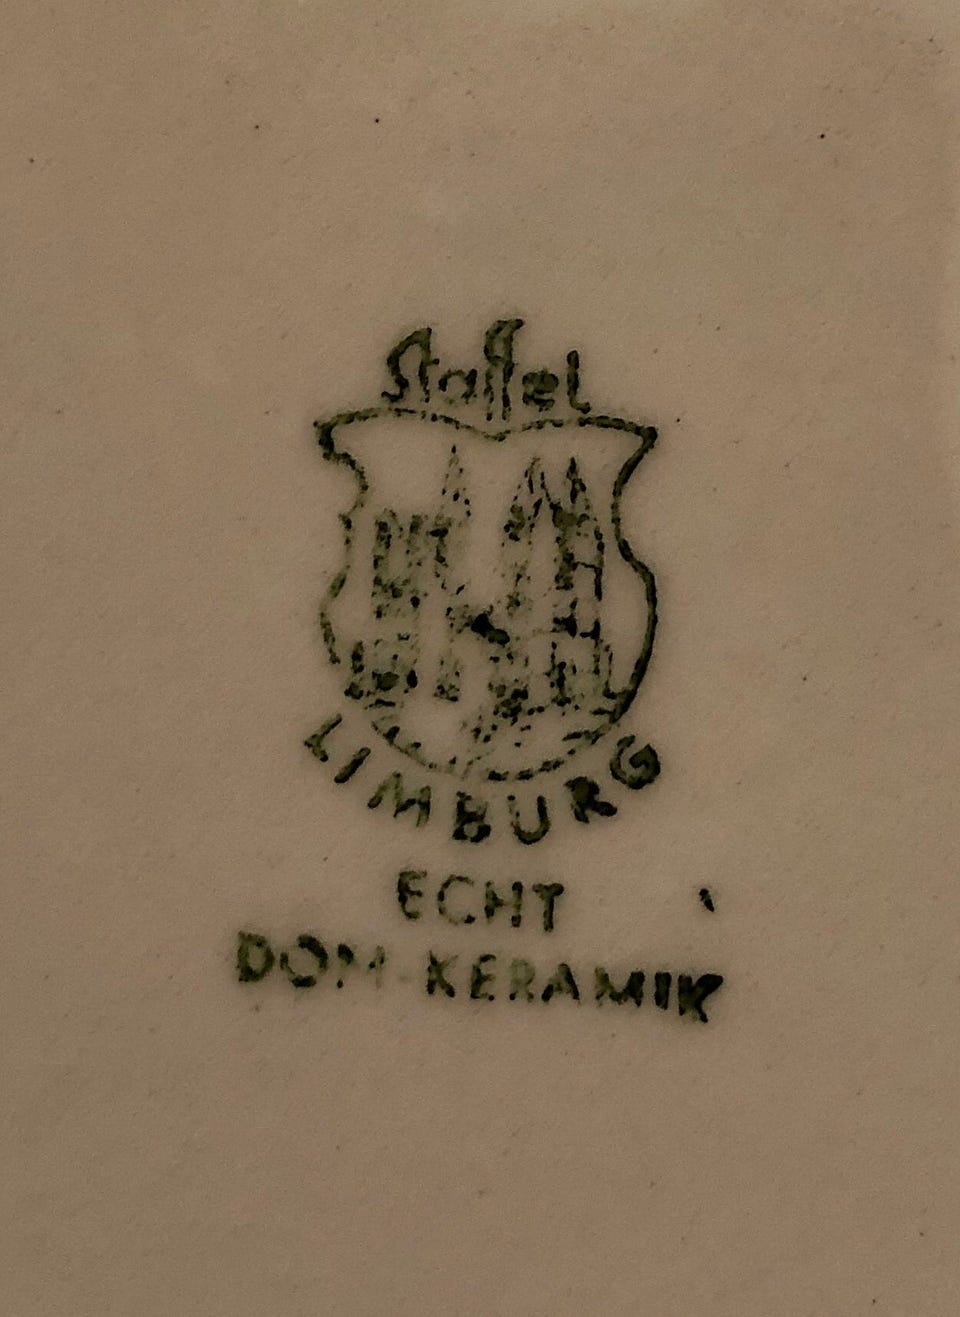 Staffel
LIMBURG
ECHT
DOM-KERAMIK